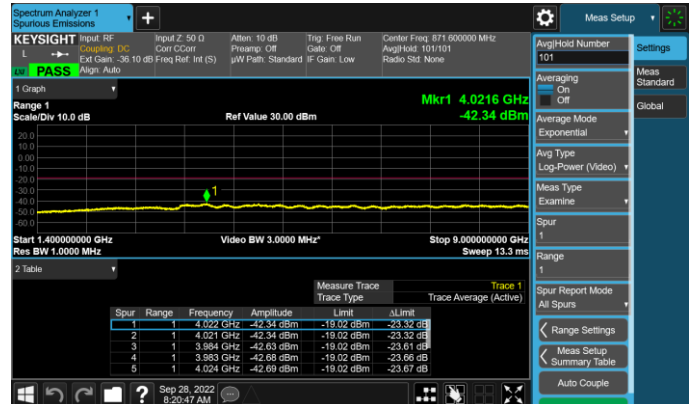 Spectrum Analyzer 1
Spurious Emissions
+
Meas Setup
KEYSIGHT
Input: RF
Coupling: DC
Ext Gain: -36.10 dB
Align: Auto
Input Z: 50 Ω
Corr CCorr
Freq Ref: Int (S)
Atten: 10 dB
Preamp: Off
µW Path: Standard
Trig: Free Run
Gate: Off
IF Gain: Low
Center Freq: 871.600000 MHz
Avg|Hold: 101/101
Radio Std: None
L
PASS
1 Graph
Range 1
Scale/Div 10.0 dB
Ref Value 30.00 dBm
Mkr1 4.0216 GHz
-42.34 dBm
20.0
10.0
0.00
-10.0
-20.0
-30.0
-40.0
-50.0
-60.0
1
Start 1.400000000 GHz
Res BW 1.0000 MHz
Video BW 3.0000 MHz*
Stop 9.000000000 GHz
Sweep 13.3 ms
2 Table
Measure Trace Trace 1
Trace Type Trace Average (Active)
Spur Range Frequency Amplitude Limit ΔLimit
1 1 4.022 GHz -42.34 dBm -19.02 dBm -23.32 dB
2 1 4.021 GHz -42.34 dBm -19.02 dBm -23.32 dB
3 1 3.984 GHz -42.63 dBm -19.02 dBm -23.61 dB
4 1 3.983 GHz -42.68 dBm -19.02 dBm -23.66 dB
5 1 4.024 GHz -42.69 dBm -19.02 dBm -23.67 dB
?
Sep 28, 2022
8:20:47 AM
Avg|Hold Number
101
Averaging
On
Off
Average Mode
Exponential
Avg Type
Log-Power (Video)
Meas Type
Examine
Spur
1
Range
1
Spur Report Mode
All Spurs
Range Settings
Meas Setup
Summary Table
Auto Couple
Settings
Meas
Standard
Global